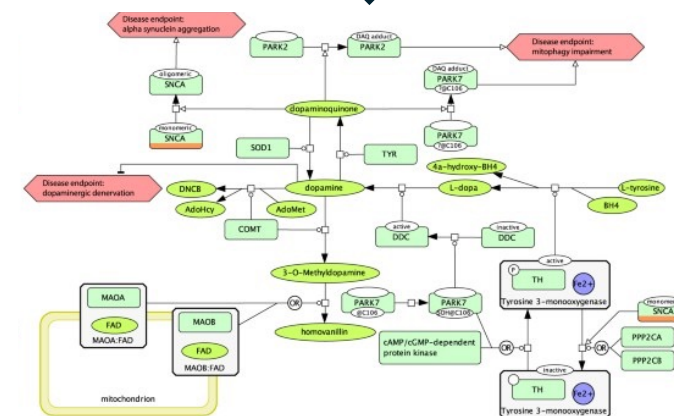 Disease endpoint:
alpha synuclein aggregation
PARK2
DAQ adduct
PARK2
Disease endpoint:
mitophagy impairment
oligomeric
SNCA
DAQ adduct
PARK7
?@C106
dopaminoquinone
monomeric
SNCA
SOD1
TYR
PARK7
?@C106
4a-hydroxy-BH4
Disease endpoint:
dopaminergic denervation
DNCB
dopamine
L-dopa
L-tyrosine
AdoHcy
AdoMet
BH4
COMT
active
DDC
inactive
DDC
active
3-O-Methyldopamine
P
TH
Fe2+
Tyrosine 3-monooxygenase
MAOA
FAD
MAOA:FAD
OR
PARK7
@C106
PARK7
SOH@C106
MAOB
FAD
MAOB:FAD
homovanillin
cAMP/cGMP-dependent
protein kinase
OR
OR
SNCA
PPP2CA
PPP2CB
inactive
TH
Fe2+
Tyrosine 3-monooxygenase
mitochondrion